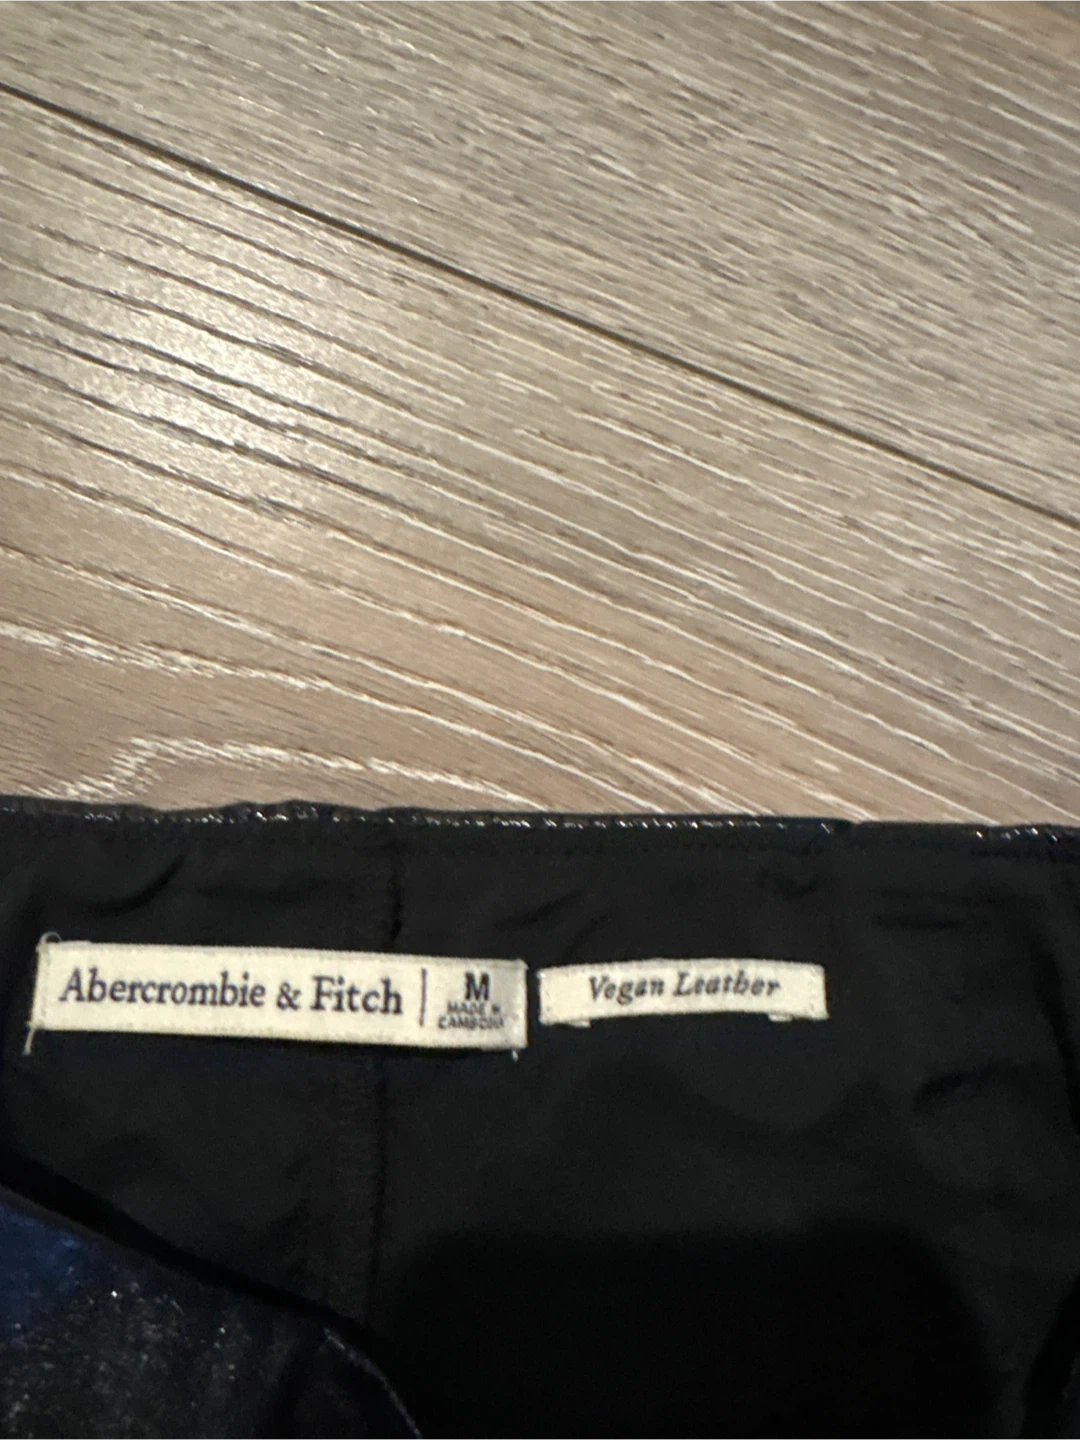 Abercrombie & Fitch
M
MADE IN
CAMBODIA
Vegan Leather